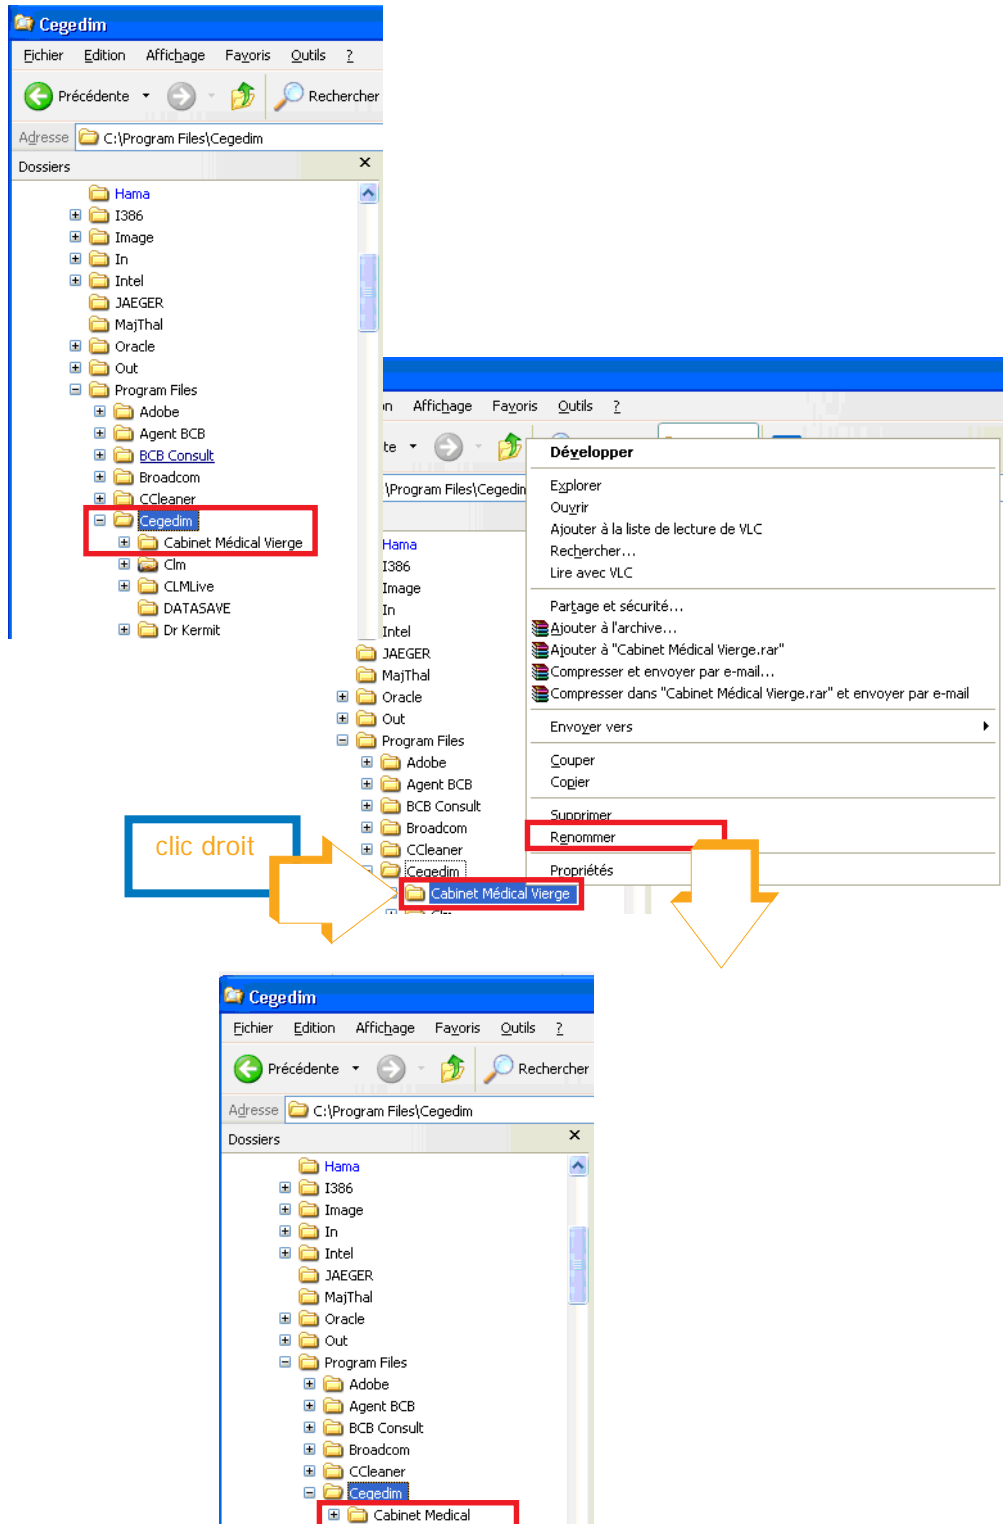 Cegedim
Fichier Edition Affichage Favoris Outils ?
Précédente Rechercher
Adresse C:\Program Files\Cegedim
Dossiers
Hama
I386
Image
In
Intel
JAEGER
MajThal
Oracle
Out
Program Files
Adobe
Agent BCB
BCB Consult
Broadcom
CCleaner
Cegedim
Cabinet Médical Vierge
Clm
CLMLive
DATASAVE
Dr Kermit
n Affichage Favoris Outils ?
te
\Program Files\Cegedin
Hama
I386
Image
In
Intel
JAEGER
MajThal
Oracle
Out
Program Files
Adobe
Agent BCB
BCB Consult
Broadcom
CCleaner
Cegedim
Cabinet Médical Vierge
Clm
Développer
Explorer
Ouvrir
Ajouter à la liste de lecture de VLC
Rechercher...
Lire avec VLC
Partage et sécurité...
Ajouter à l'archive...
Ajouter à "Cabinet Médical Vierge.rar"
Compresser et envoyer par e-mail...
Compresser dans "Cabinet Médical Vierge.rar" et envoyer par e-mail
Envoyer vers
Couper
Copier
Supprimer
Renommer
Propriétés
clic droit
Cegedim
Fichier Edition Affichage Favoris Outils ?
Précédente Rechercher
Adresse C:\Program Files\Cegedim
Dossiers
Hama
I386
Image
In
Intel
JAEGER
MajThal
Oracle
Out
Program Files
Adobe
Agent BCB
BCB Consult
Broadcom
CCleaner
Cegedim
Cabinet Medical